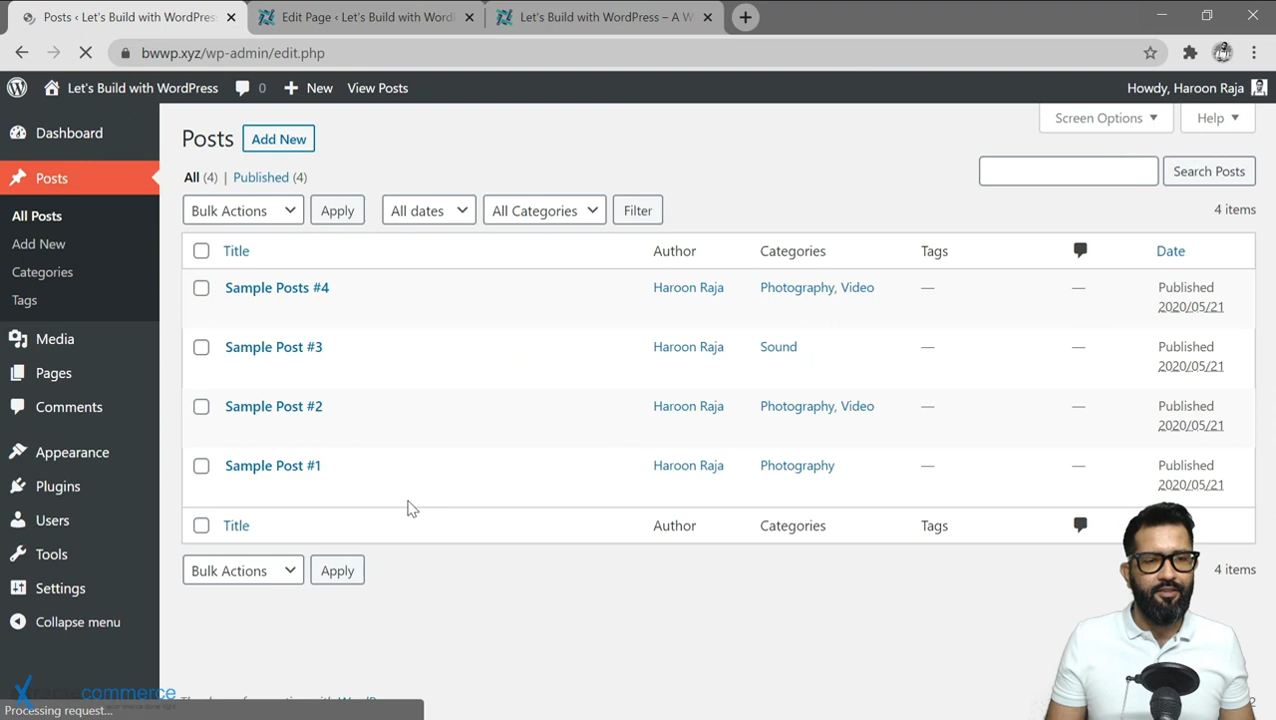 Posts ‹ Let's Build with WordPress
Edit Page ‹ Let's Build with Word
Let's Build with WordPress – A W
bwwp.xyz/wp-admin/edit.php
Let's Build with WordPress 0 New View Posts Howdy, Haroon Raja
Dashboard
Posts
All Posts
Add New
Categories
Tags
Media
Pages
Comments
Appearance
Plugins
Users
Tools
Settings
Collapse menu
Screen Options Help
Posts Add New
All (4) | Published (4)
Search Posts
Bulk Actions Apply All dates All Categories Filter 4 items
Title Author Categories Tags Date
Sample Posts #4 Haroon Raja Photography, Video — — Published
2020/05/21
Sample Post #3 Haroon Raja Sound — — Published
2020/05/21
Sample Post #2 Haroon Raja Photography, Video — — Published
2020/05/21
Sample Post #1 Haroon Raja Photography — — Published
2020/05/21
Title Author Categories Tags
Bulk Actions Apply 4 items
commerce
Processing request...